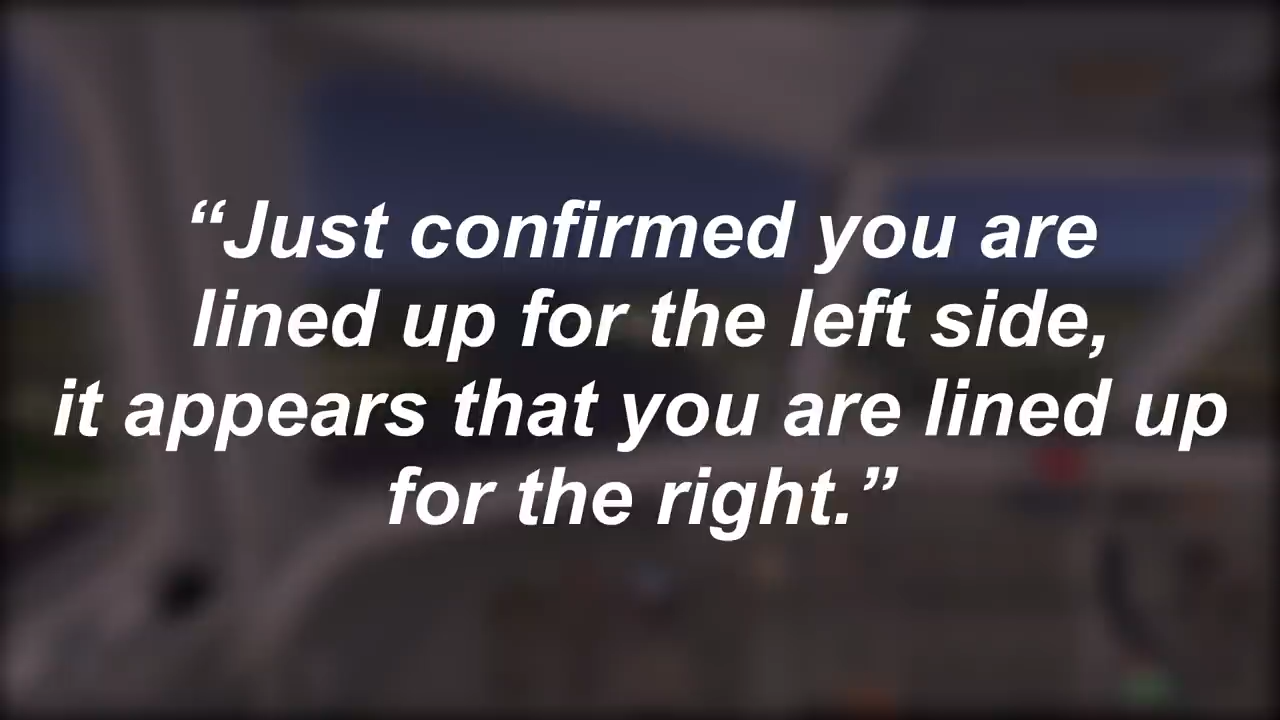 “Just confirmed you are
lined up for the left side,
it appears that you are lined up
for the right.”